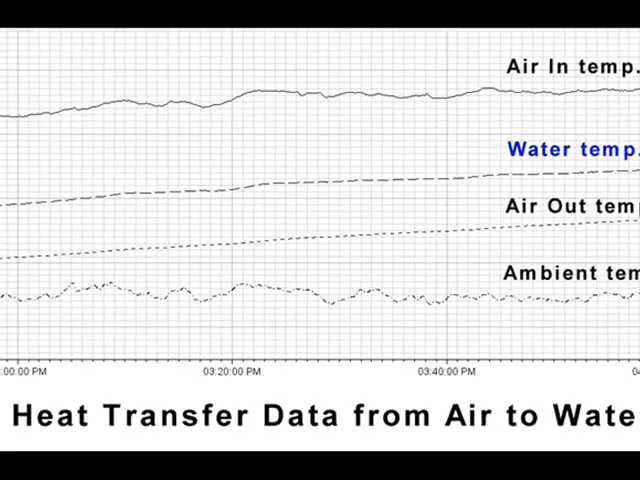 Air In temp.
Water temp.
Air Out temp
Ambient tem
:00:00 PM
03:20:00 PM
03:40:00 PM
04
Heat Transfer Data from Air to Wate